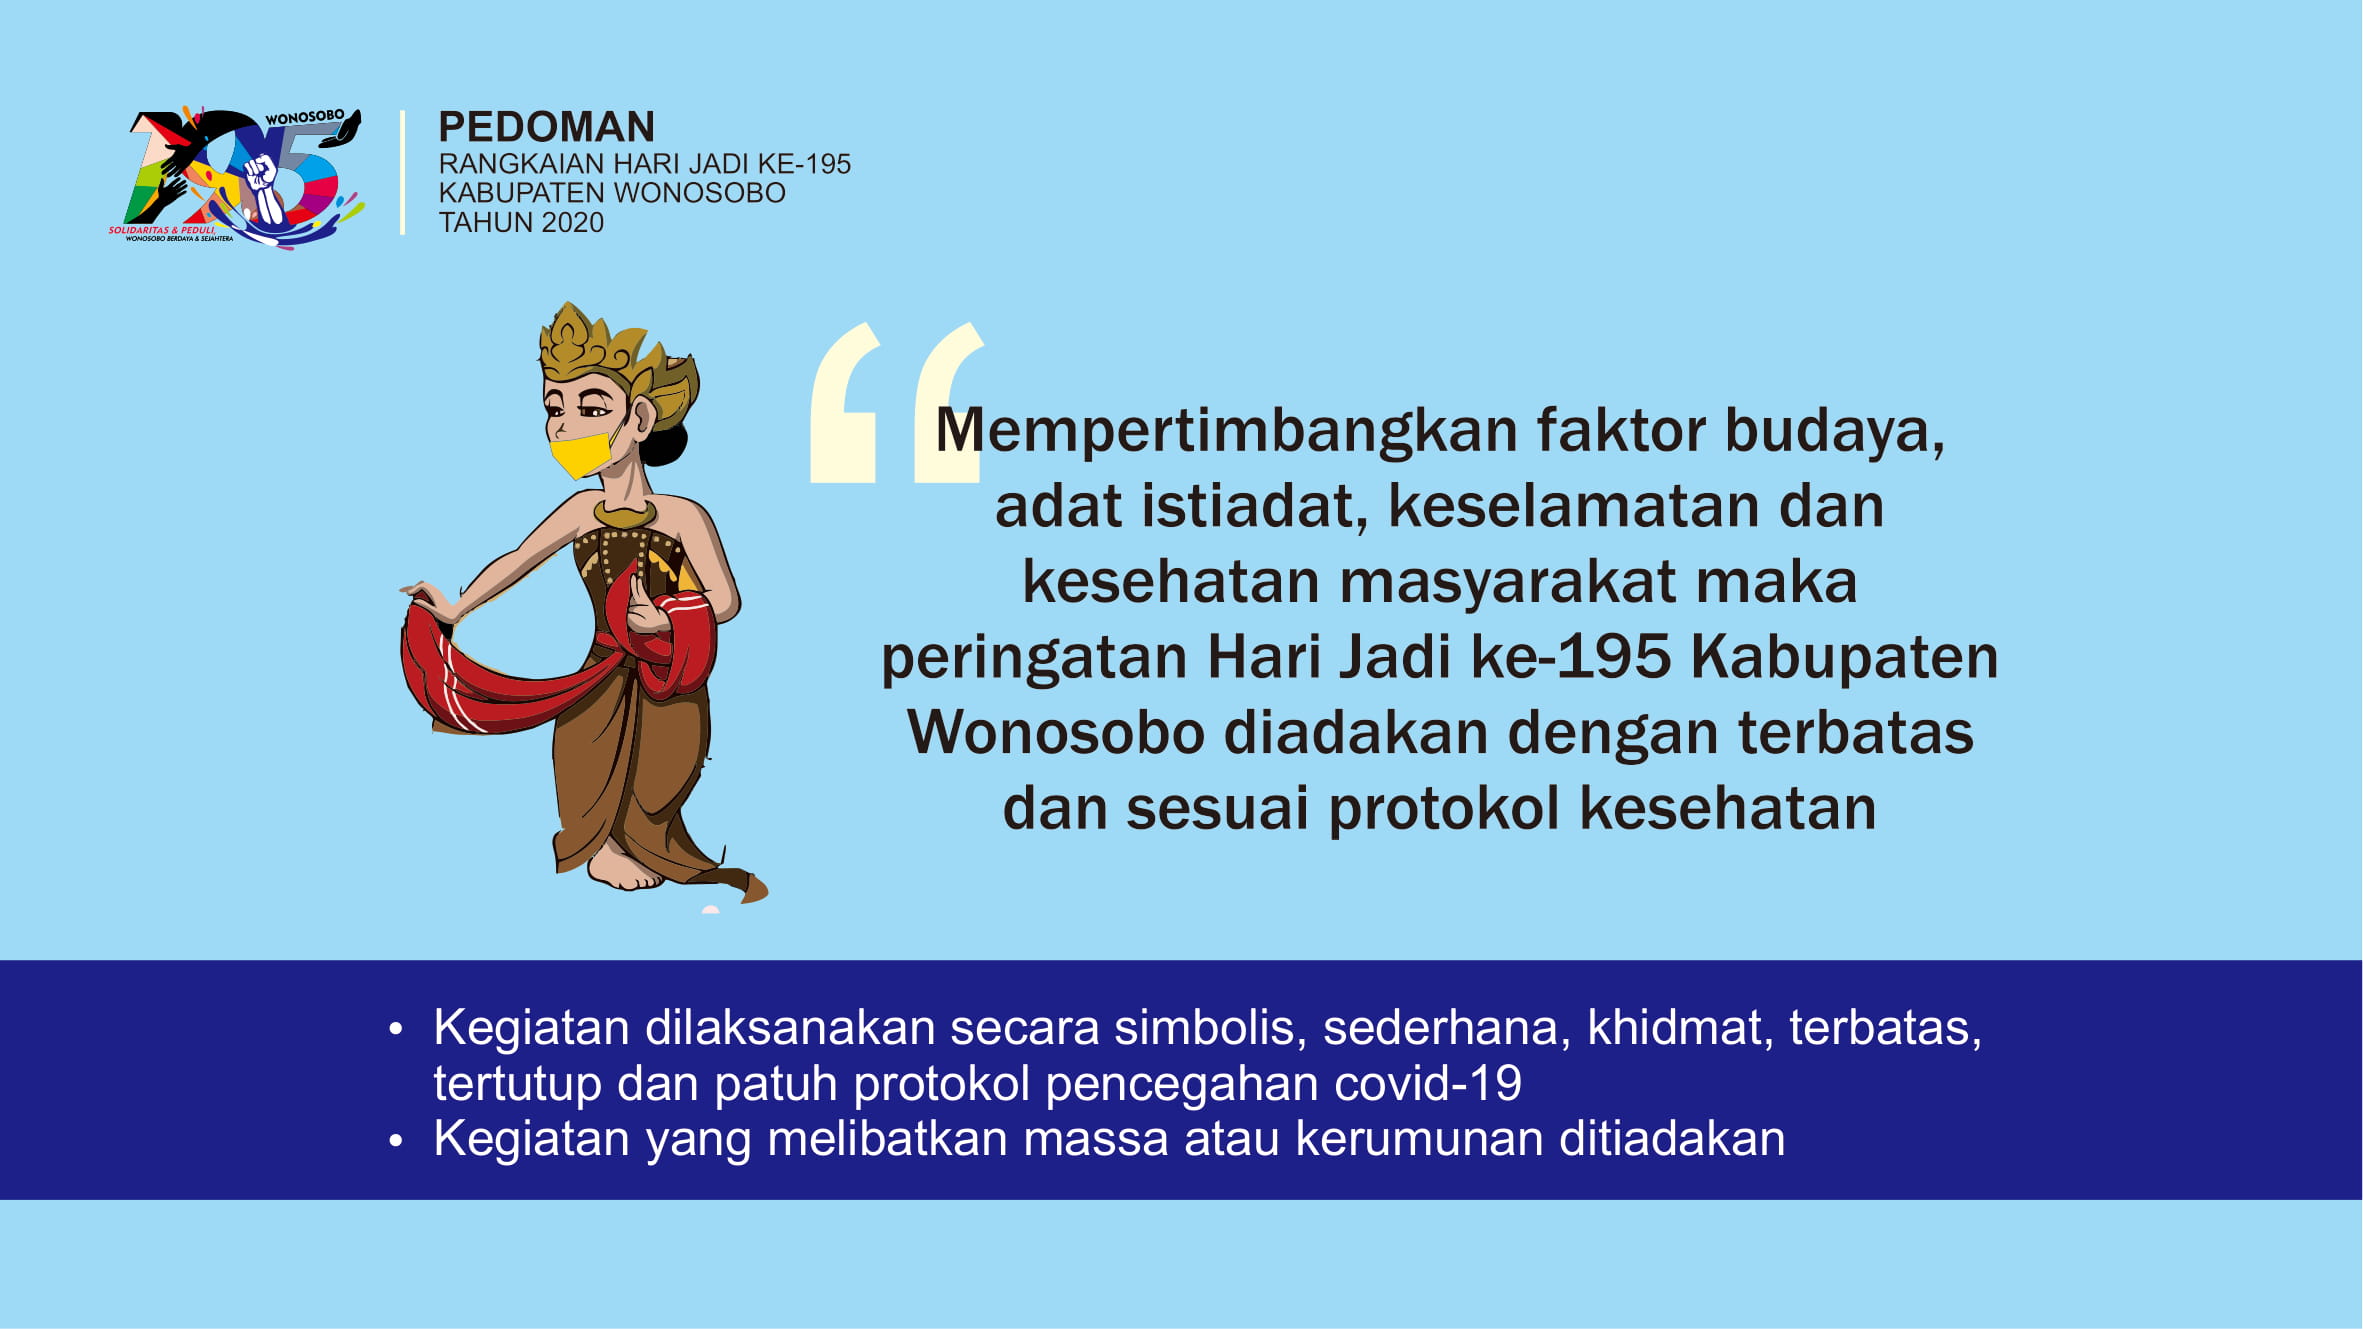 WONOSOBO
195
SOLIDARITAS & PEDULI,
WONOSOBO BERDAYA & SEJAHTERA
PEDOMAN
RANGKAIAN HARI JADI KE-195
KABUPATEN WONOSOBO
TAHUN 2020
“
Mempertimbangkan faktor budaya,
adat istiadat, keselamatan dan
kesehatan masyarakat maka
peringatan Hari Jadi ke-195 Kabupaten
Wonosobo diadakan dengan terbatas
dan sesuai protokol kesehatan
• Kegiatan dilaksanakan secara simbolis, sederhana, khidmat, terbatas,
tertutup dan patuh protokol pencegahan covid-19
• Kegiatan yang melibatkan massa atau kerumunan ditiadakan